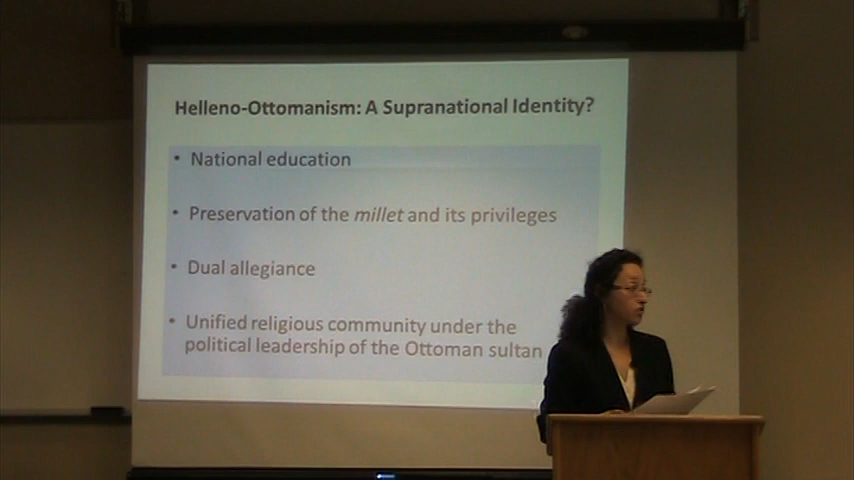 Helleno-Ottomanism: A Supranational Identity?
• National education
• Preservation of the millet and its privileges
• Dual allegiance
• Unified religious community under the
political leadership of the Ottoman sultan